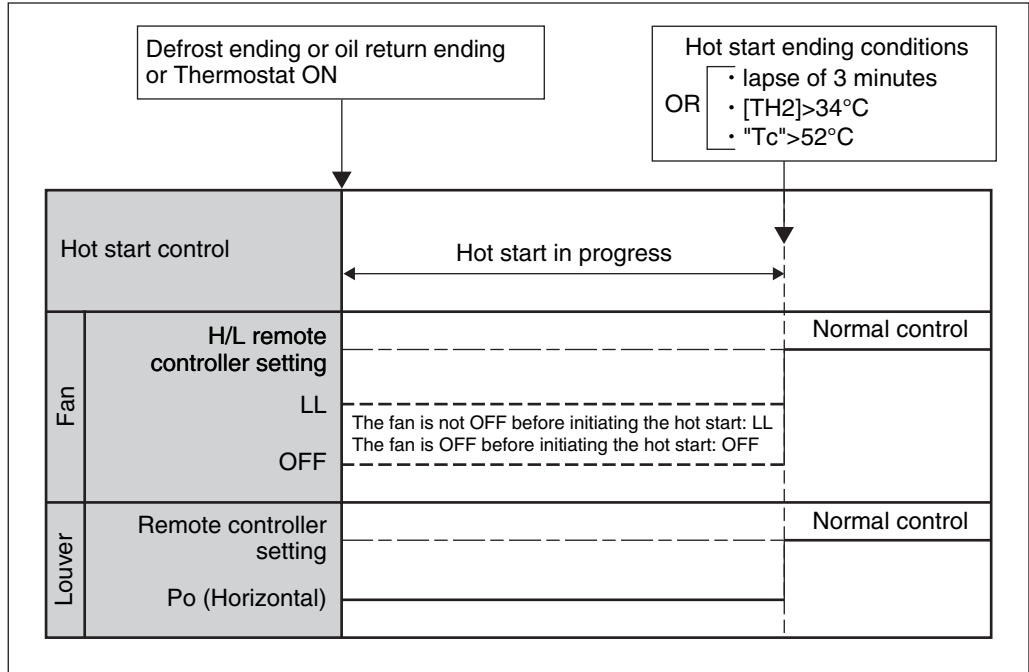 Defrost ending or oil return ending
or Thermostat ON
Hot start ending conditions
OR
・lapse of 3 minutes
・[TH2]>34°C
・"Tc">52°C
Hot start control
Hot start in progress
Fan
H/L remote
controller setting
Normal control
LL
The fan is not OFF before initiating the hot start: LL
The fan is OFF before initiating the hot start: OFF
OFF
Louver
Remote controller
setting
Normal control
Po (Horizontal)